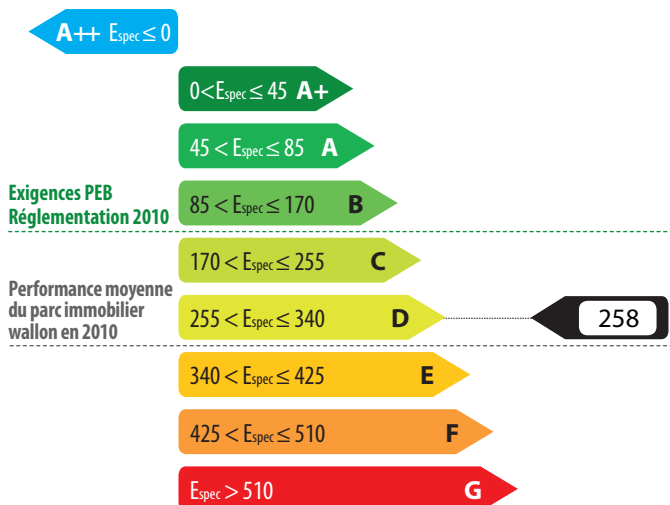 A++ Espec ≤ 0
0<Espec ≤ 45 A+
45 < Espec ≤ 85 A
Exigences PEB
Réglementation 2010
85 < Espec ≤ 170 B
170 < Espec ≤ 255 C
Performance moyenne
du parc immobilier
wallon en 2010
255 < Espec ≤ 340 D
258
340 < Espec ≤ 425 E
425 < Espec ≤ 510 F
Espec > 510 G